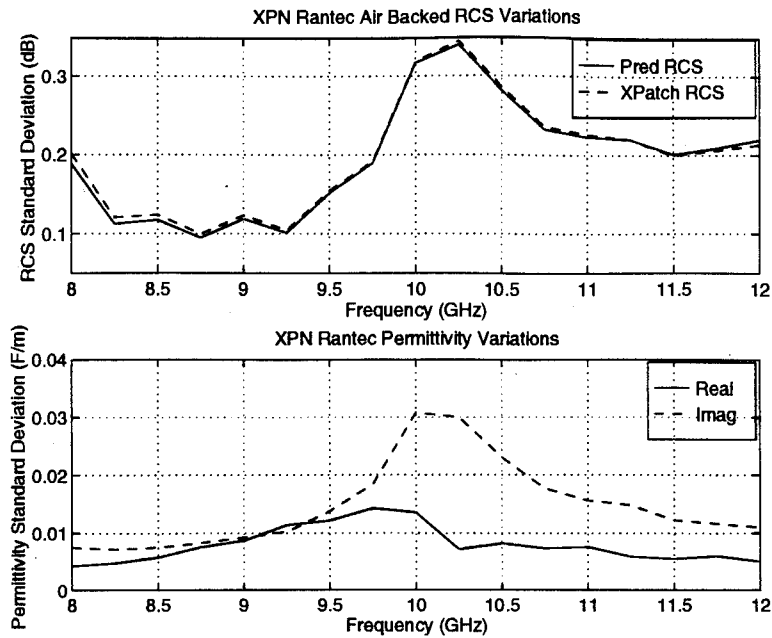 XPN Rantec Air Backed RCS Variations
RCS Standard Deviation (dB)
0.3
0.2
0.1
Pred RCS
XPatch RCS
8 8.5 9 9.5 10 10.5 11 11.5 12
Frequency (GHz)
XPN Rantec Permittivity Variations
Permittivity Standard Deviation (F/m)
0.04
0.03
0.02
0.01
0
Real
Imag
8 8.5 9 9.5 10 10.5 11 11.5 12
Frequency (GHz)